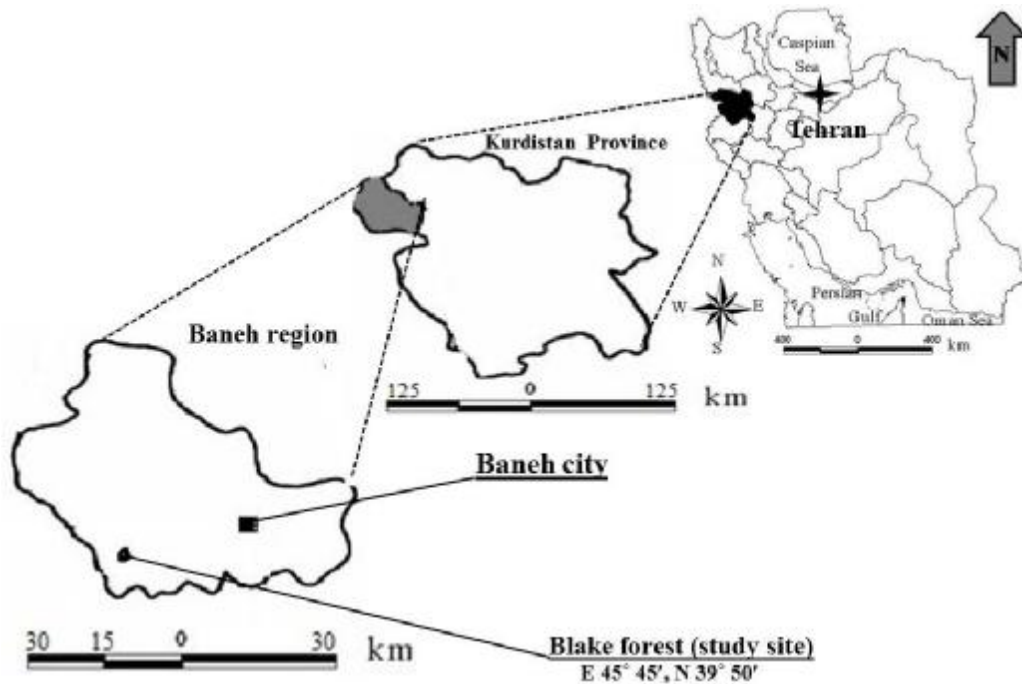 Caspian
Sea
N
Tehran
Kurdistan Province
N
W E
S
Persian
Gulf
Oman Sea
400 0 400
km
Baneh region
125 0 125
km
Baneh city
30 15 0 30
km
Blake forest (study site)
E 45° 45′, N 39° 50′